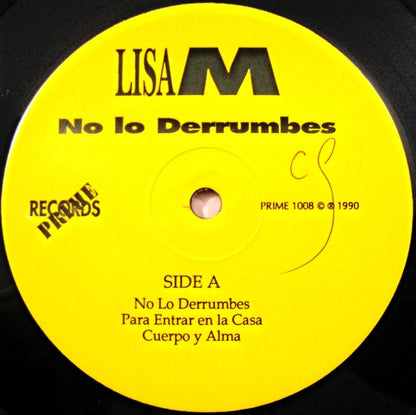 LISA M
No lo Derrumbes
PRIME
RECORDS
PRIME 1008 © ℗ 1990
SIDE A
No Lo Derrumbes
Para Entrar en la Casa
Cuerpo y Alma